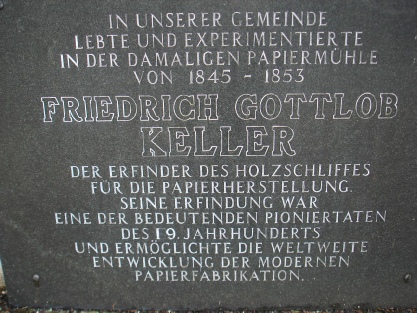 IN UNSERER GEMEINDE
LEBTE UND EXPERIMENTIERTE
IN DER DAMALIGEN PAPIERMÜHLE
VON 1845 - 1853
FRIEDRICH GOTTLOB
KELLER
DER ERFINDER DES HOLZSCHLIFFES
FÜR DIE PAPIERHERSTELLUNG.
SEINE ERFINDUNG WAR
EINE DER BEDEUTENDEN PIONIERTATEN
DES 19. JAHRHUNDERTS
UND ERMÖGLICHTE DIE WELTWEITE
ENTWICKLUNG DER MODERNEN
PAPIERFABRIKATION.